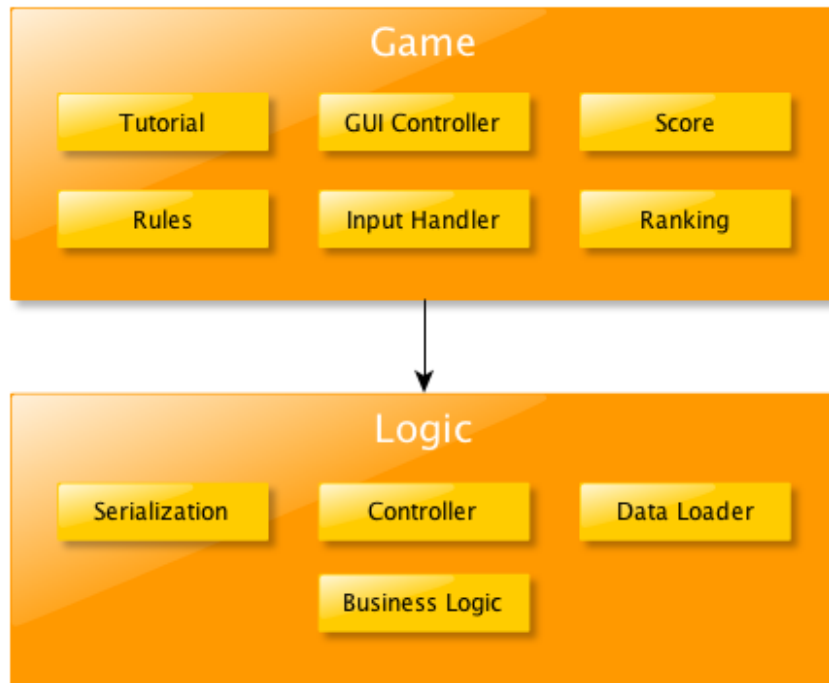 Game
Tutorial
GUI Controller
Score
Rules
Input Handler
Ranking
Logic
Serialization
Controller
Data Loader
Business Logic